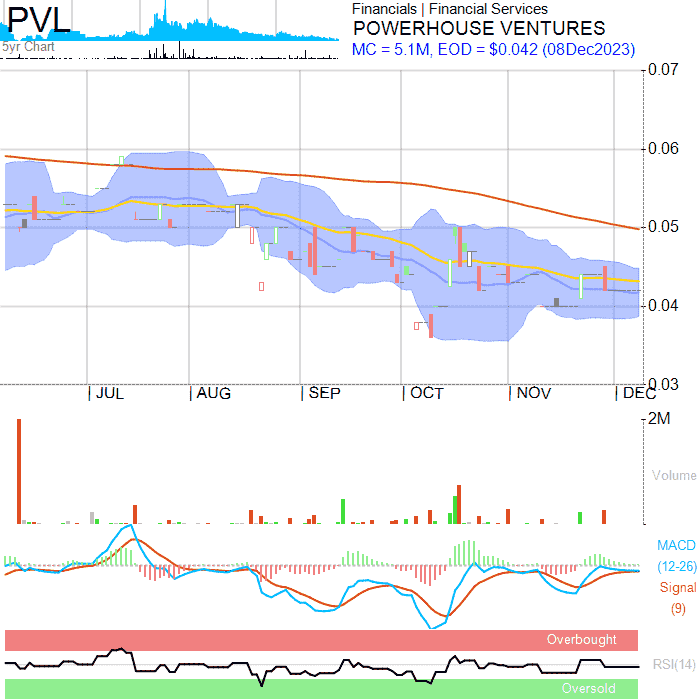 PVL
5yr Chart
Financials | Financial Services
POWERHOUSE VENTURES
MC = 5.1M, EOD = $0.042 (08Dec2023)
0.07
0.06
0.05
0.04
0.03
JUL
AUG
SEP
OCT
NOV
DEC
2M
Volume
MACD
(12-26)
Signal
(9)
Overbought
RSI(14)
Oversold